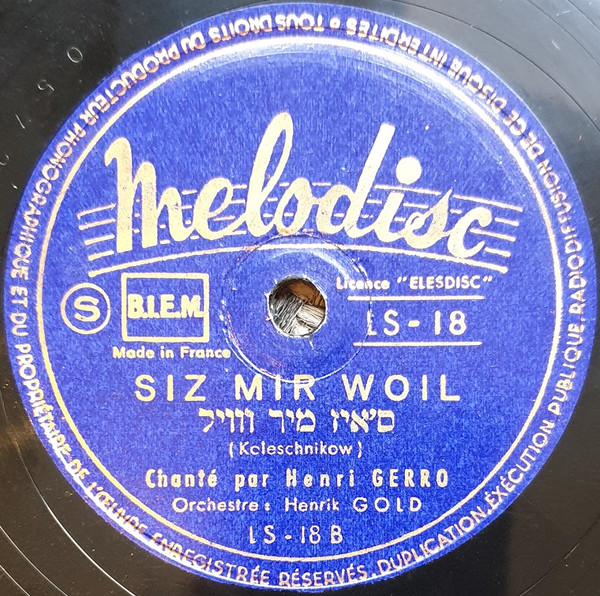 TOUS DROITS DU PRODUCTEUR PHONOGRAPHIQUE ET DU PROPRIÉTAIRE DE L'ŒUVRE ENREGISTRÉE RÉSERVÉS. DUPLICATION, EXÉCUTION PUBLIQUE, RADIODIFFUSION DE CE DISQUE INTERDITES •
Melodisc
Licence "ELESDISC"
S
B.I.E.M.
LS-18
Made in France
SIZ MIR WOIL
ס'איז מיר וווייל
(Koleschnikow)
Chanté par Henri GERRO
Orchestre: Henrik GOLD
LS-18 B